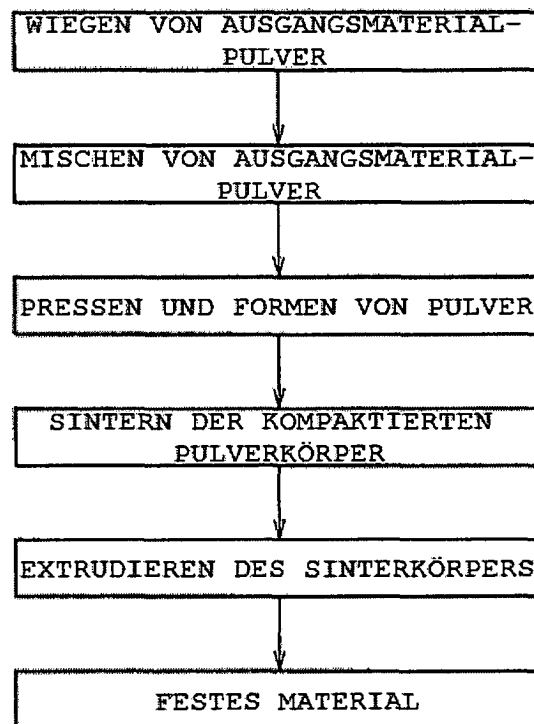 WIEGEN VON AUSGANGSMATERIAL-
PULVER
MISCHEN VON AUSGANGSMATERIAL-
PULVER
PRESSEN UND FORMEN VON PULVER
SINTERN DER KOMPAKTIERTEN
PULVERKÖRPER
EXTRUDIEREN DES SINTERKÖRPERS
FESTES MATERIAL